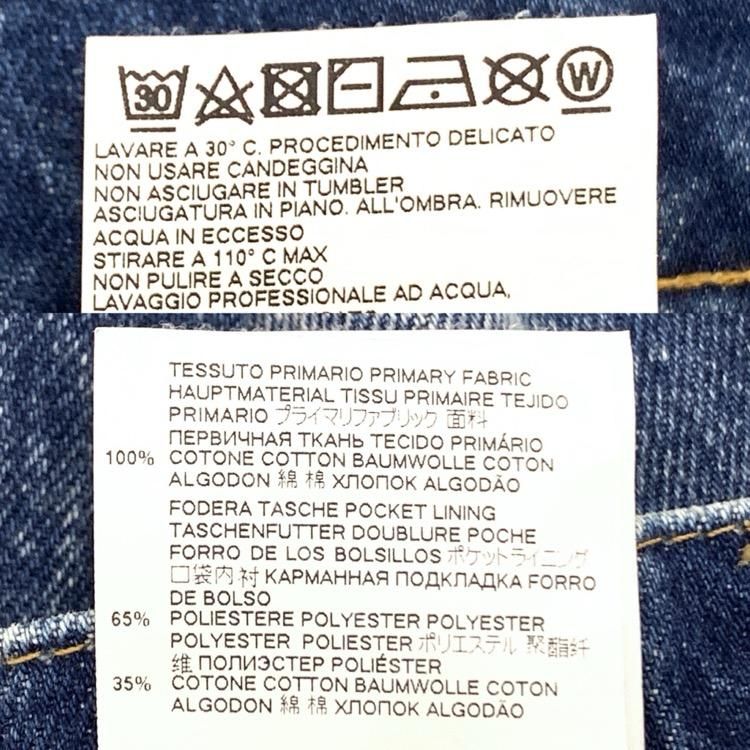 30 W
LAVARE A 30° C. PROCEDIMENTO DELICATO
NON USARE CANDEGGINA
NON ASCIUGARE IN TUMBLER
ASCIUGATURA IN PIANO. ALL'OMBRA. RIMUOVERE
ACQUA IN ECCESSO
STIRARE A 110° C MAX
NON PULIRE A SECCO
LAVAGGIO PROFESSIONALE AD ACQUA,
TESSUTO PRIMARIO PRIMARY FABRIC
HAUPTMATERIAL TISSU PRIMAIRE TEJIDO
PRIMARIO プライマリファブリック 面料
ПЕРВИЧНАЯ ТКАНЬ TECIDO PRIMÁRIO
100% COTONE COTTON BAUMWOLLE COTON
ALGODON 綿 棉 ХЛОПОК ALGODÃO
FODERA TASCHE POCKET LINING
TASCHENFUTTER DOUBLURE POCHE
FORRO DE LOS BOLSILLOS ポケットライニング
口袋内衬 КАРМАННАЯ ПОДКЛАДКА FORRO
DE BOLSO
65% POLIESTERE POLYESTER POLYESTER
POLYESTER POLIESTER ポリエステル 聚酯纤
维 ПОЛИЭСТЕР POLIÉSTER
35% COTONE COTTON BAUMWOLLE COTON
ALGODON 綿 棉 ХЛОПОК ALGODÃO